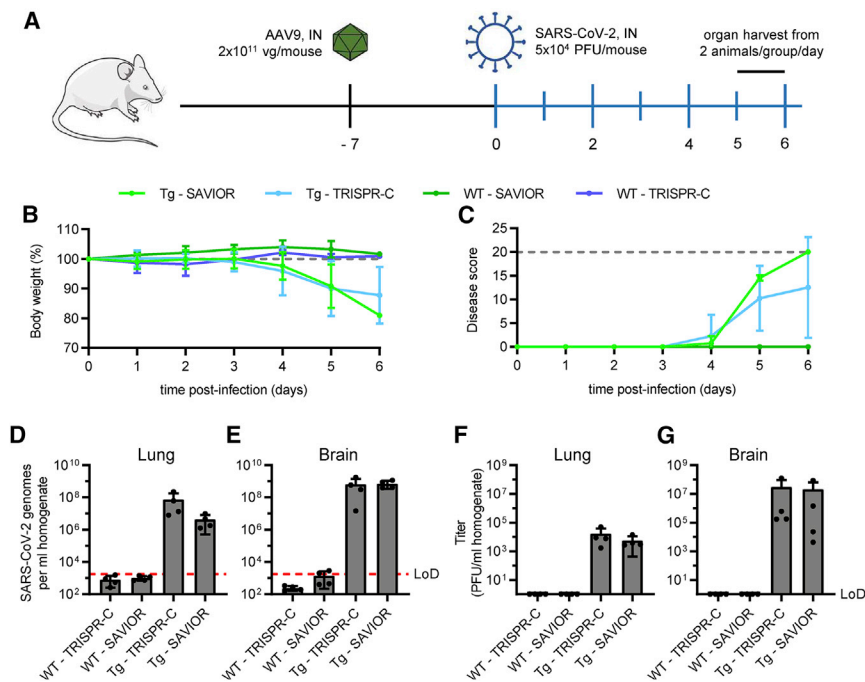 A
AAV9, IN
2x10¹¹ vg/mouse
SARS-CoV-2, IN
5x10⁴ PFU/mouse
organ harvest from
2 animals/group/day
- 7
0
2
4
5
6
Tg - SAVIOR
Tg - TRISPR-C
WT - SAVIOR
WT - TRISPR-C
B
Body weight (%)
110
100
90
80
70
0 1 2 3 4 5 6
time post-infection (days)
C
Disease score
25
20
15
10
5
0
0 1 2 3 4 5 6
time post-infection (days)
D
Lung
SARS-CoV-2 genomes
per ml homogenate
10¹⁰
10⁸
10⁶
10⁴
10²
WT - TRISPR-C
WT - SAVIOR
Tg - TRISPR-C
Tg - SAVIOR
E
Brain
10¹⁰
10⁸
10⁶
10⁴
10²
LoD
WT - TRISPR-C
WT - SAVIOR
Tg - TRISPR-C
Tg - SAVIOR
F
Lung
Titer
(PFU/ml homogenate)
10⁹
10⁷
10⁵
10³
10¹
WT - TRISPR-C
WT - SAVIOR
Tg - TRISPR-C
Tg - SAVIOR
G
Brain
10⁹
10⁷
10⁵
10³
10¹
LoD
WT - TRISPR-C
WT - SAVIOR
Tg - TRISPR-C
Tg - SAVIOR